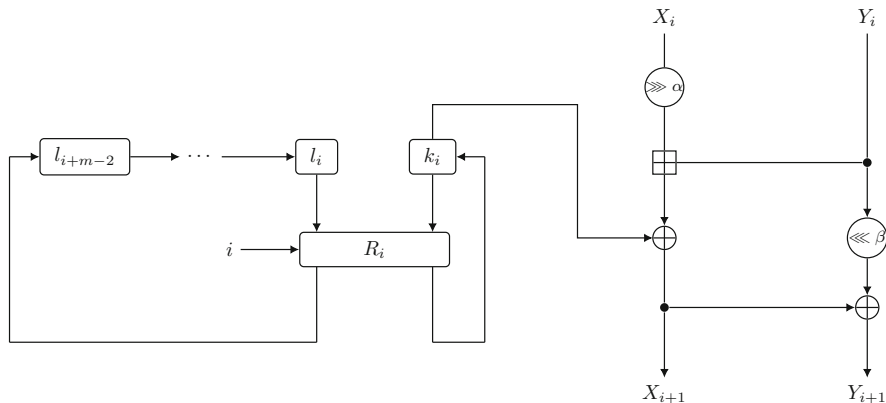 X_i
Y_i
⋙ α
l_{i+m−2}
⋯
l_i
k_i
i
R_i
⋘ β
X_{i+1}
Y_{i+1}